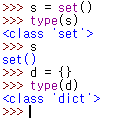 >>> s = set()
>>> type(s)
<class 'set'>
>>> s
set()
>>> d = {}
>>> type(d)
<class 'dict'>
>>>